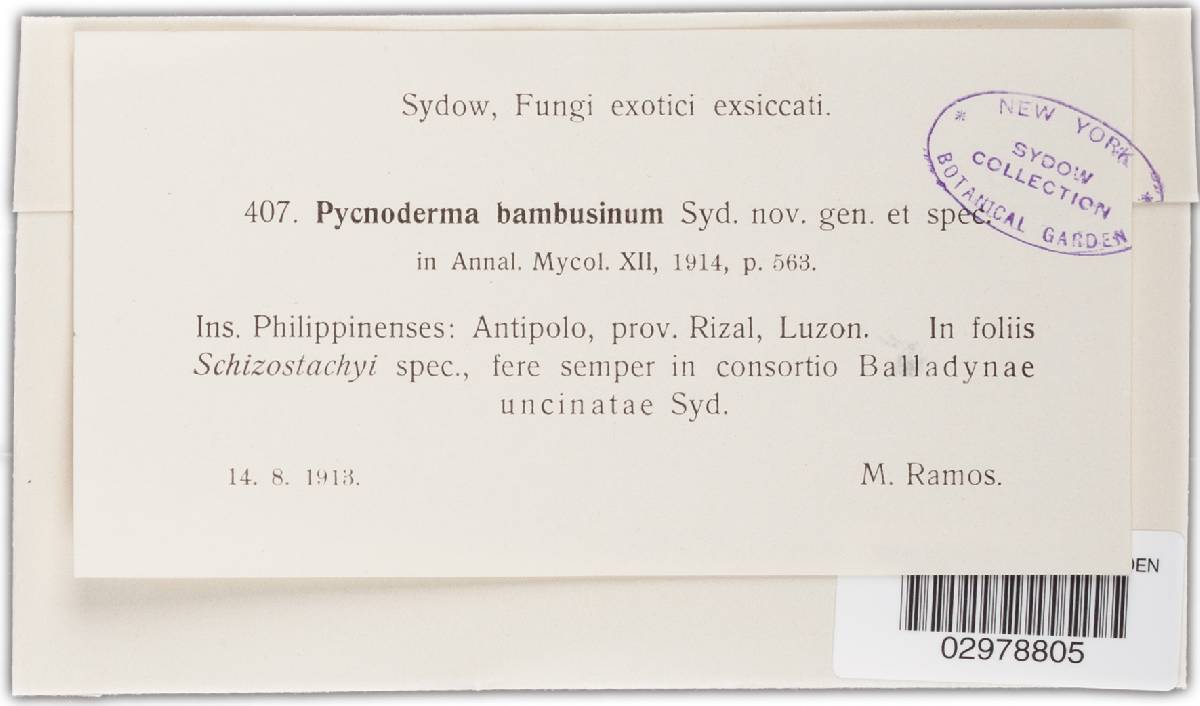 Sydow, Fungi exotici exsiccati.
NEW YORK
SYDOW
COLLECTION
BOTANICAL GARDEN
407. Pycnoderma bambusinum Syd. nov. gen. et spec.
in Annal. Mycol. XII, 1914, p. 563.
Ins. Philippinenses: Antipolo, prov. Rizal, Luzon. In foliis
Schizostachyi spec., fere semper in consortio Balladynae
uncinatae Syd.
14. 8. 1913. M. Ramos.
DEN
02978805